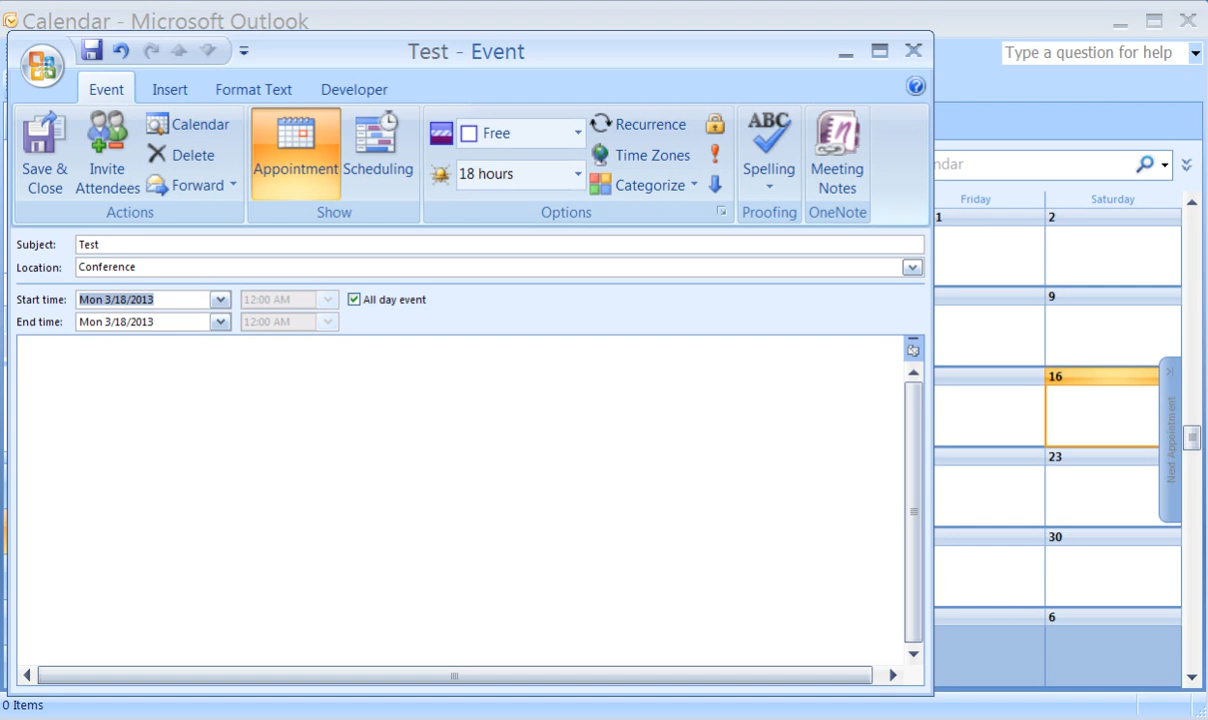 Calendar - Microsoft Outlook
Test - Event
Type a question for help
Event Insert Format Text Developer
Save & Close
Invite Attendees
Calendar
Delete
Forward
Actions
Appointment
Scheduling
Show
Free
18 hours
Recurrence
Time Zones
Categorize
Options
ABC
Spelling
Proofing
Meeting Notes
OneNote
ndar
Subject: Test
Location: Conference
Start time: Mon 3/18/2013 12:00 AM All day event
End time: Mon 3/18/2013 12:00 AM
Friday Saturday
1 2
9
16
23
30
6
Next Appointment
0 Items